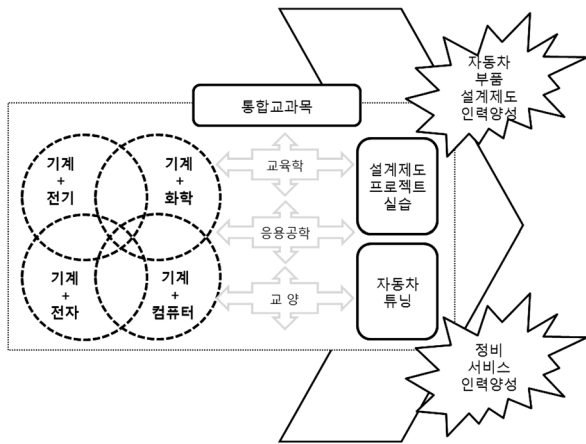 자동차
부품
설계제도
인력양성
통합교과목
기계
+
전기
기계
+
화학
기계
+
전자
기계
+
컴퓨터
교육학
응용공학
교 양
설계제도
프로젝트
실습
자동차
튜닝
정비
서비스
인력양성